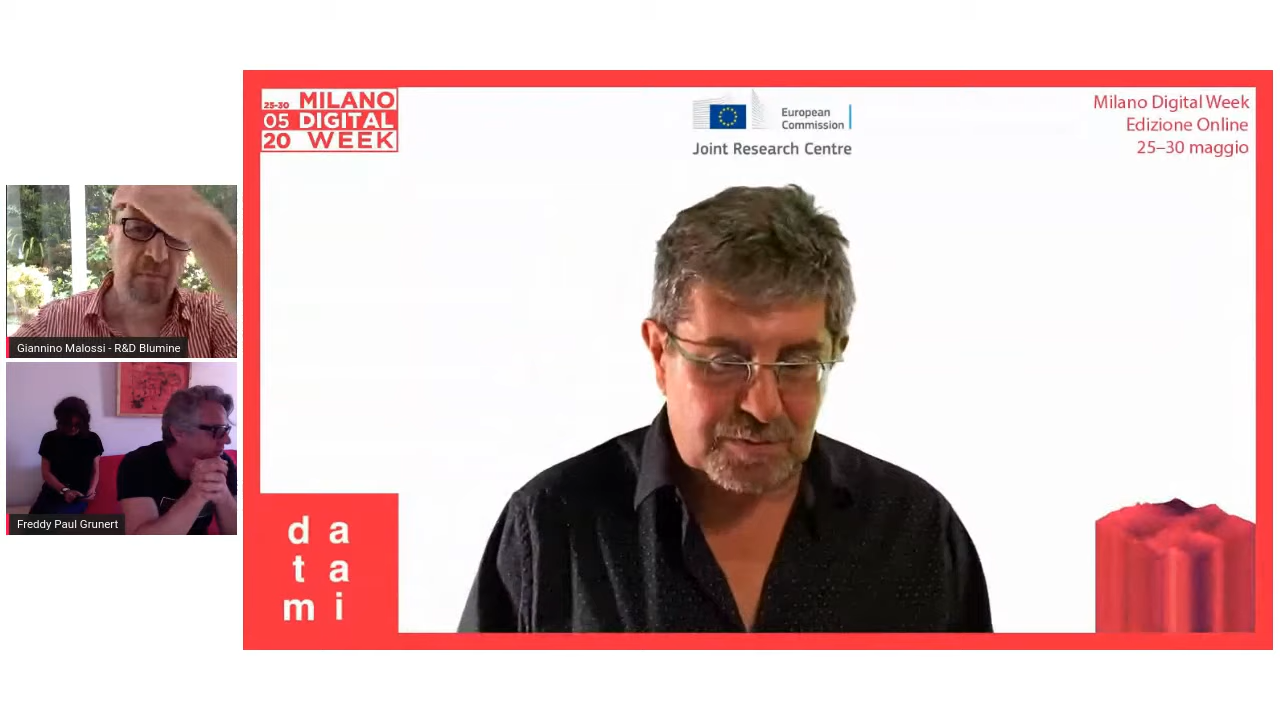 25-30 MILANO
05 DIGITAL
20 WEEK
European
Commission
Joint Research Centre
Milano Digital Week
Edizione Online
25–30 maggio
Giannino Malossi - R&D Blumine
Freddy Paul Grunert
d a
t a
m i